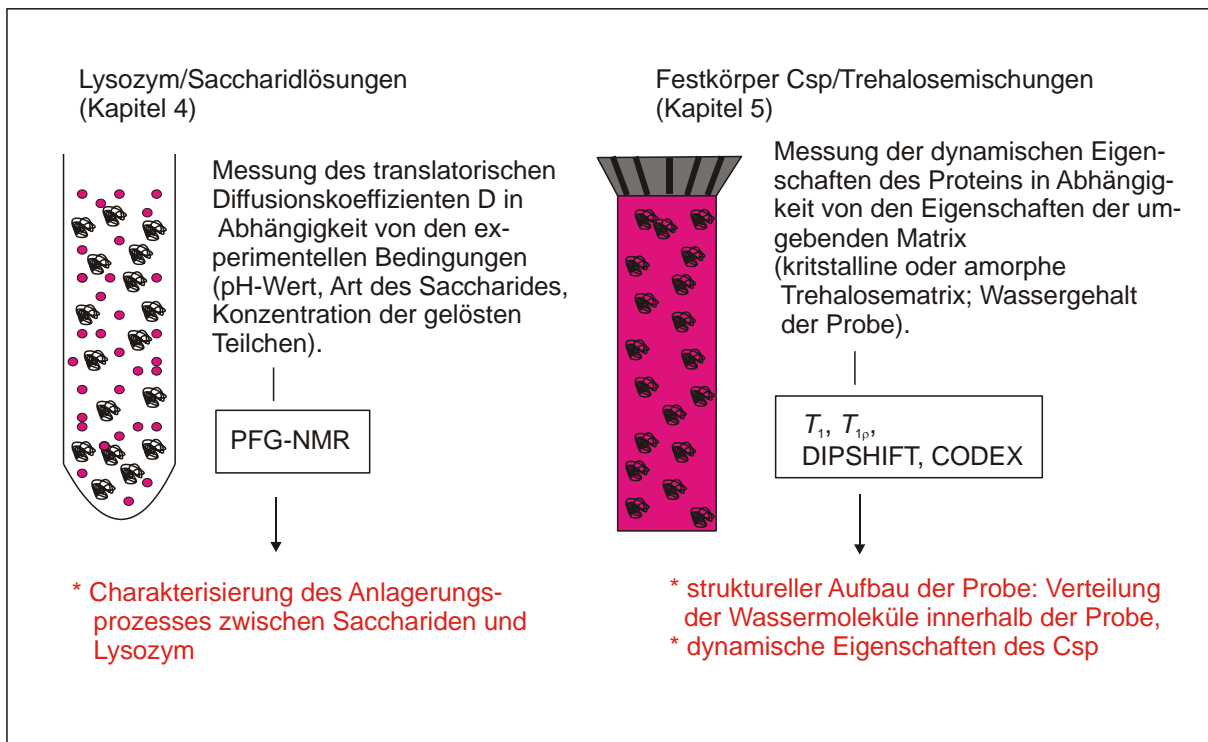 Lysozym/Saccharidlösungen
(Kapitel 4)
Messung des translatorischen
Diffusionskoeffizienten D in
Abhängigkeit von den ex-
perimentellen Bedingungen
(pH-Wert, Art des Saccharides,
Konzentration der gelösten
Teilchen).
PFG-NMR
* Charakterisierung des Anlagerungs-
prozesses zwischen Sacchariden und
Lysozym
Festkörper Csp/Trehalosemischungen
(Kapitel 5)
Messung der dynamischen Eigen-
schaften des Proteins in Abhängig-
keit von den Eigenschaften der um-
gebenden Matrix
(kritstalline oder amorphe
Trehalosematrix; Wassergehalt
der Probe).
T₁, T₁ρ,
DIPSHIFT, CODEX
* struktureller Aufbau der Probe: Verteilung
der Wassermoleküle innerhalb der Probe,
* dynamische Eigenschaften des Csp